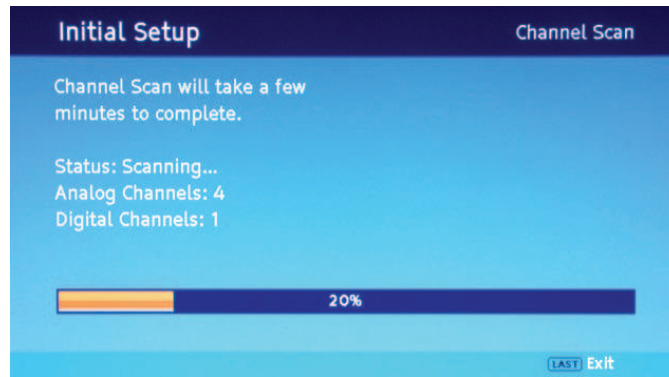 Initial Setup
Channel Scan
Channel Scan will take a few
minutes to complete.
Status: Scanning...
Analog Channels: 4
Digital Channels: 1
20%
LAST Exit